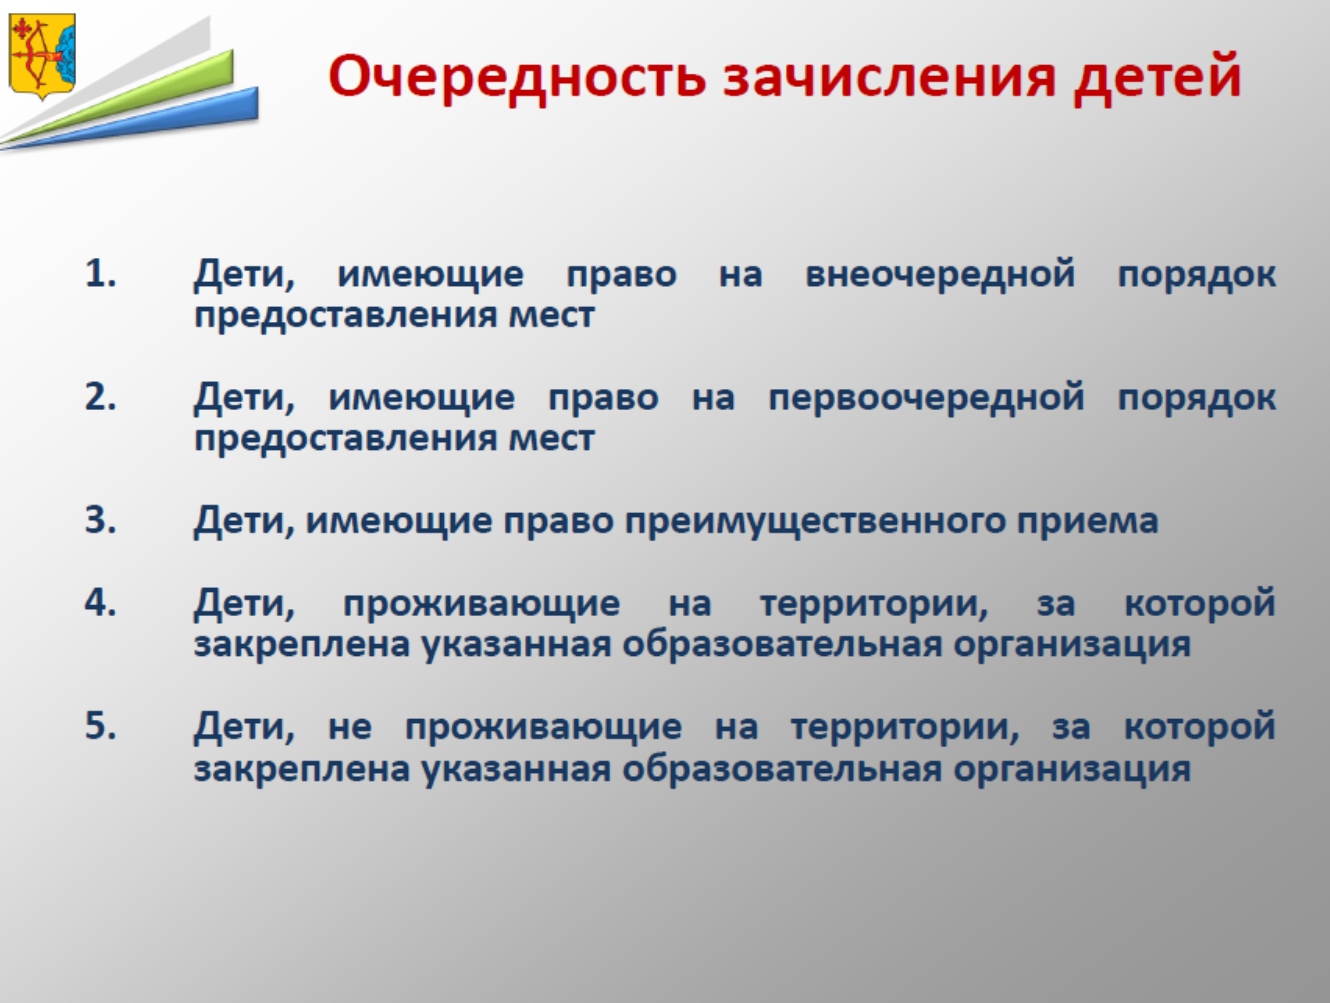 Очередность зачисления детей
1. Дети, имеющие право на внеочередной порядок
предоставления мест
2. Дети, имеющие право на первоочередной порядок
предоставления мест
3. Дети, имеющие право преимущественного приема
4. Дети, проживающие на территории, за которой
закреплена указанная образовательная организация
5. Дети, не проживающие на территории, за которой
закреплена указанная образовательная организация